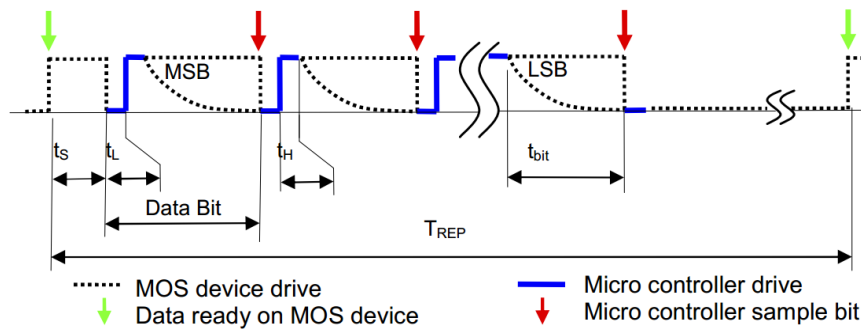 MSB
LSB
tS tL tH tbit
Data Bit
TREP
MOS device drive
Micro controller drive
Data ready on MOS device
Micro controller sample bit